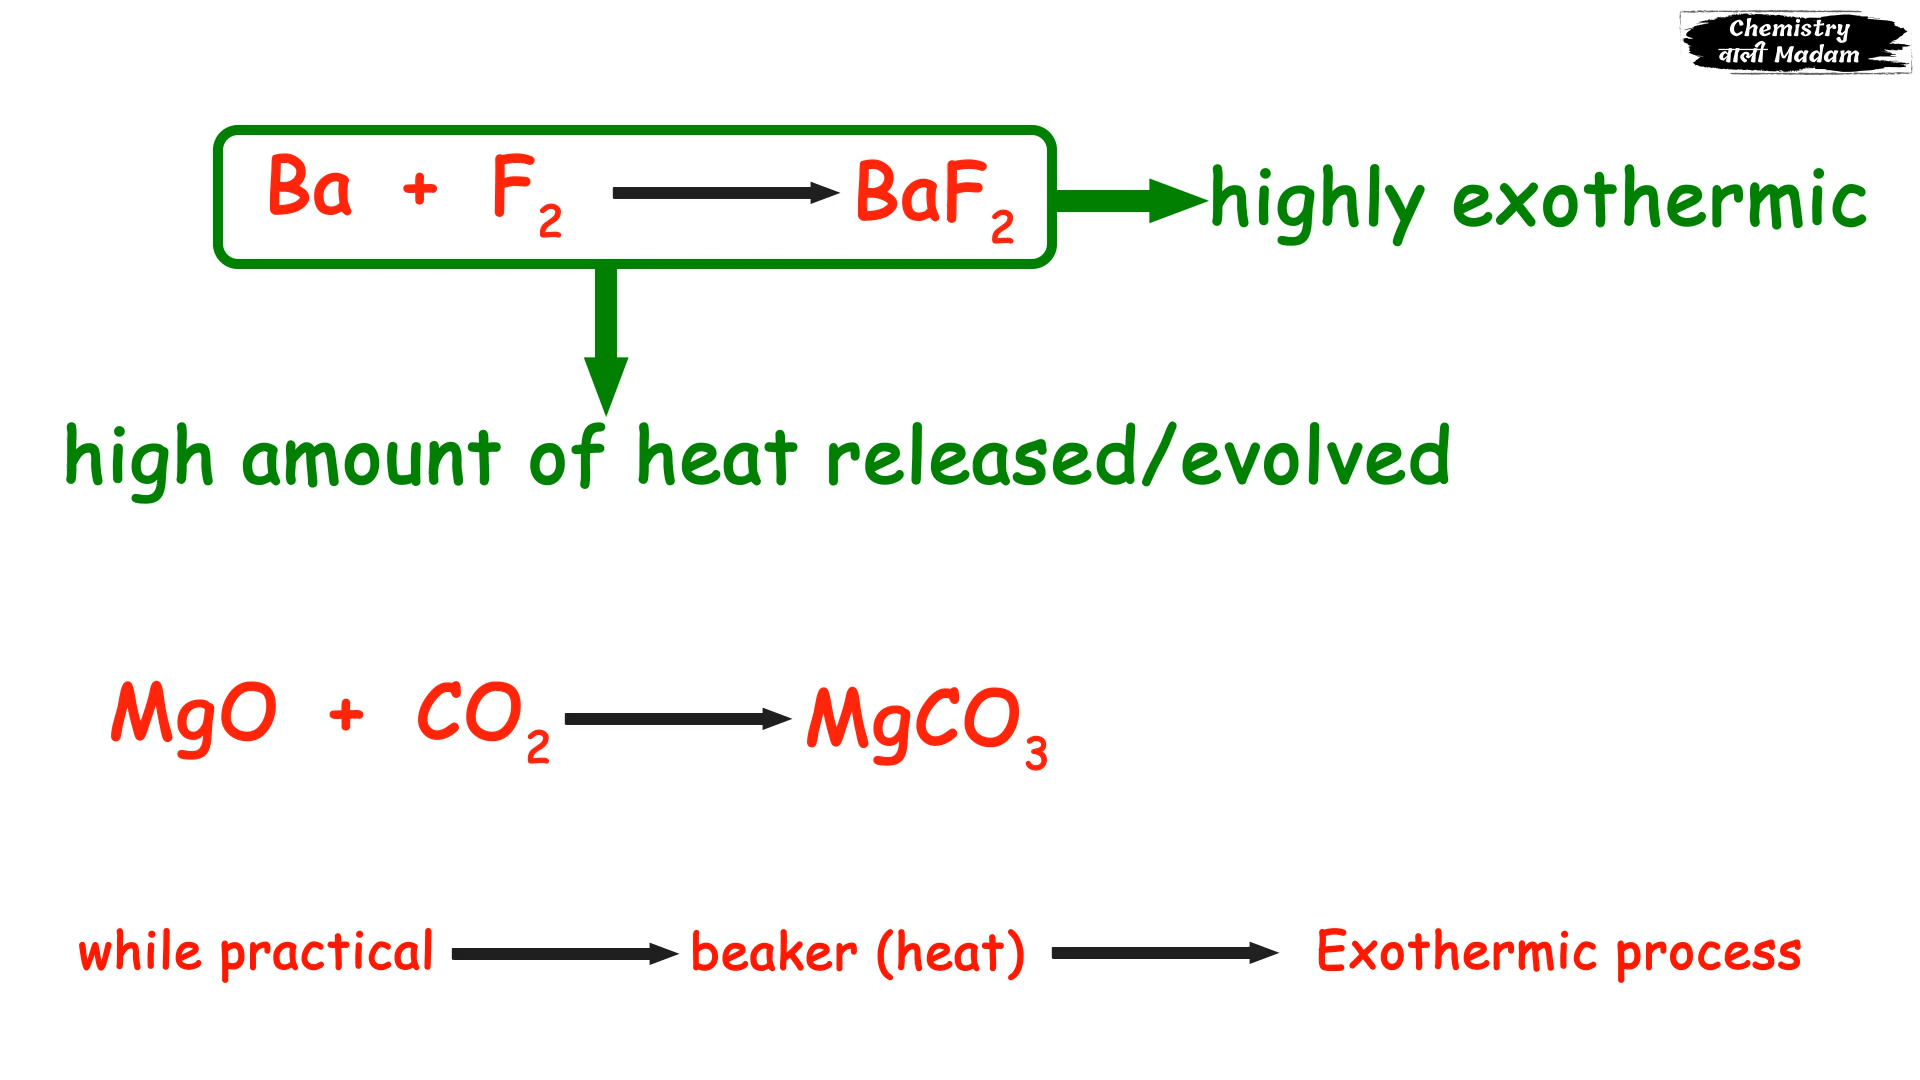 Chemistry
वाली Madam
Ba + F₂ ⟶ BaF₂ highly exothermic
high amount of heat released/evolved
MgO + CO₂ ⟶ MgCO₃
while practical ⟶ beaker (heat) ⟶ Exothermic process